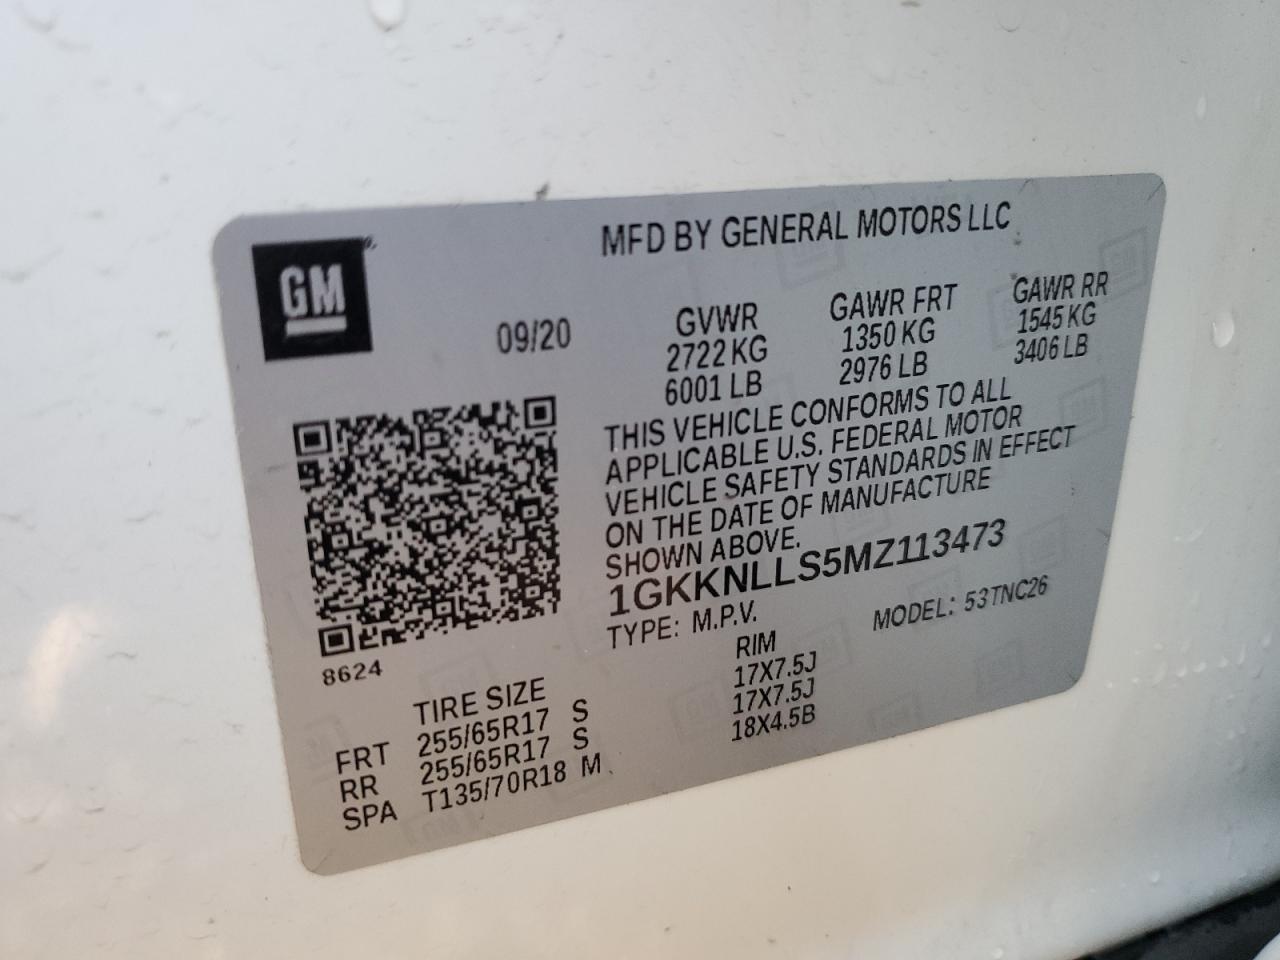 MFD BY GENERAL MOTORS LLC
GM
09/20
GVWR GAWR FRT GAWR RR
2722 KG 1350 KG 1545 KG
6001 LB 2976 LB 3406 LB
THIS VEHICLE CONFORMS TO ALL
APPLICABLE U.S. FEDERAL MOTOR
VEHICLE SAFETY STANDARDS IN EFFECT
ON THE DATE OF MANUFACTURE
SHOWN ABOVE.
1GKKNLLS5MZ113473
TYPE: M.P.V. MODEL: 53TNC26
8624
TIRE SIZE RIM
FRT 255/65R17 S 17X7.5J
RR 255/65R17 S 17X7.5J
SPA T135/70R18 M 18X4.5B